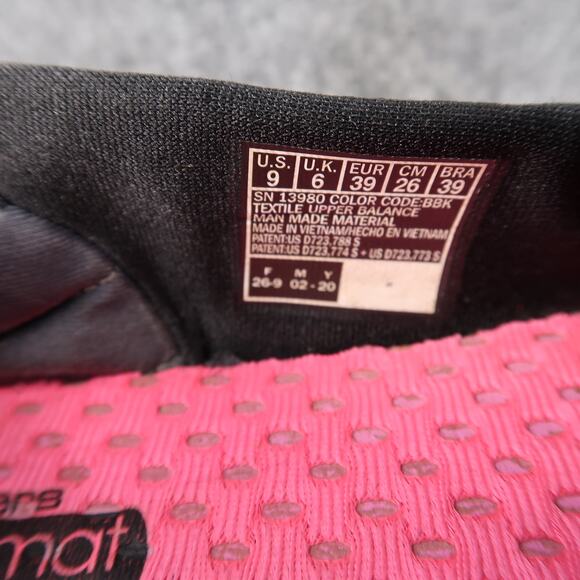 U.S. U.K. EUR CM BRA
9 6 39 26 39
SN 13980 COLOR CODE:BBK
TEXTILE UPPER BALANCE
MAN MADE MATERIAL
MADE IN VIETNAM/HECHO EN VIETNAM
PATENT:US D723,788 S
PATENT:US D723,774 S + US D723,773 S
F M Y
26-9 02 - 20
ers
mat